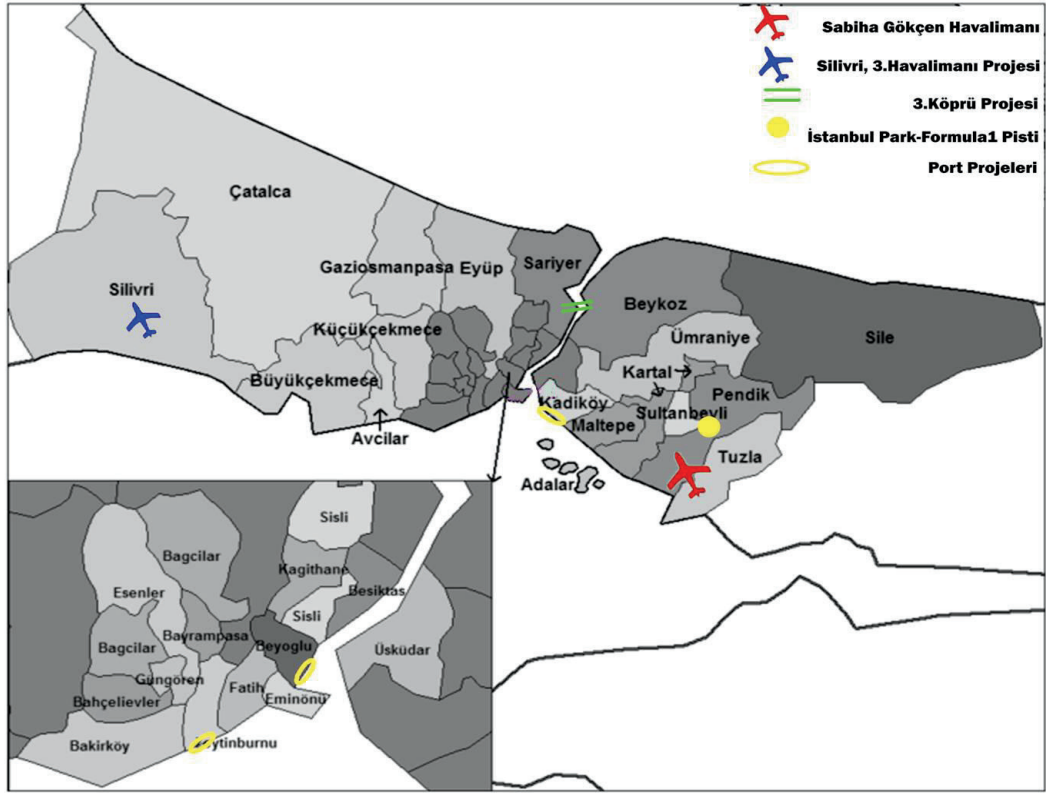 Sabiha Gökçen Havalimanı
Silivri, 3.Havalimanı Projesi
3.Köprü Projesi
İstanbul Park-Formula1 Pisti
Port Projeleri
Çatalca
Gaziosmanpasa
Eyüp
Sariyer
Silivri
Beykoz
Küçükçekmece
Ümraniye
Sile
Büyükçekmece
Kartal
Pendik
Kadiköy
Sultanbeyli
Maltepe
Avcilar
Tuzla
Adalar
Sisli
Bagcilar
Kagithane
Esenler
Besiktas
Sisli
Bayrampasa
Beyoglu
Bagcilar
Üsküdar
Güngören
Fatih
Bahçelievler
Eminönü
Bakirköy
ytinburnu